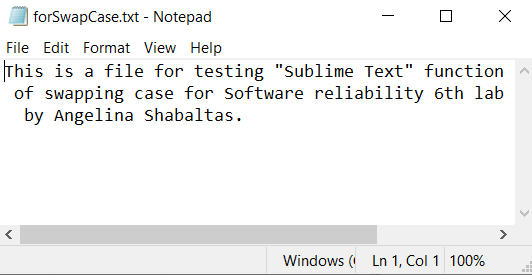 forSwapCase.txt - Notepad
File Edit Format View Help
This is a file for testing "Sublime Text" function
of swapping case for Software reliability 6th lab
by Angelina Shabaltas.
Windows ( Ln 1, Col 1 100%